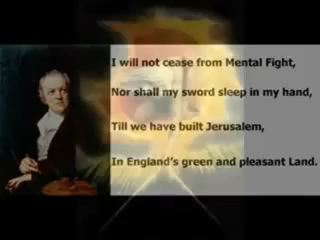 I will not cease from Mental Fight,
Nor shall my sword sleep in my hand,
Till we have built Jerusalem,
In England's green and pleasant Land.